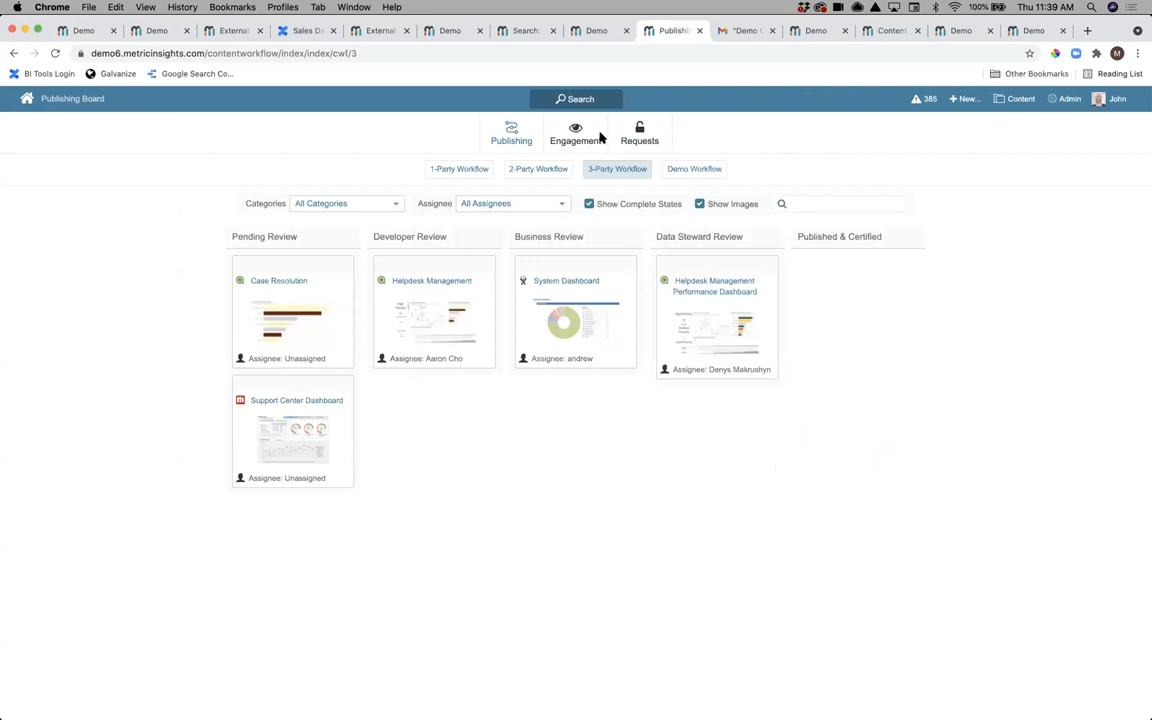 Chrome File Edit View History Bookmarks Profiles Tab Window Help 100% Thu 11:39 AM
Demo Demo External Sales Da External Demo Search: Demo Publishin "Demo C Demo Content Demo Demo
demo6.metricinsights.com/contentworkflow/index/index/cwf/3 M
BI Tools Login Galvanize Google Search Co... Other Bookmarks Reading List
Publishing Board Search 385 New... Content Admin John
Publishing Engagement Requests
1-Party Workflow 2-Party Workflow 3-Party Workflow Demo Workflow
Categories All Categories Assignee All Assignees Show Complete States Show Images
Pending Review Developer Review Business Review Data Steward Review Published & Certified
Case Resolution Helpdesk Management System Dashboard Helpdesk Management
Performance Dashboard
Assignee: Unassigned Assignee: Aaron Cho Assignee: andrew Assignee: Denys Makrushyn
Support Center Dashboard
Assignee: Unassigned